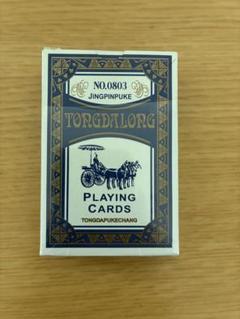 NO.0803
JINGPINPUKE
TONGDALONG
PLAYING
CARDS
TONGDAPUKECHANG